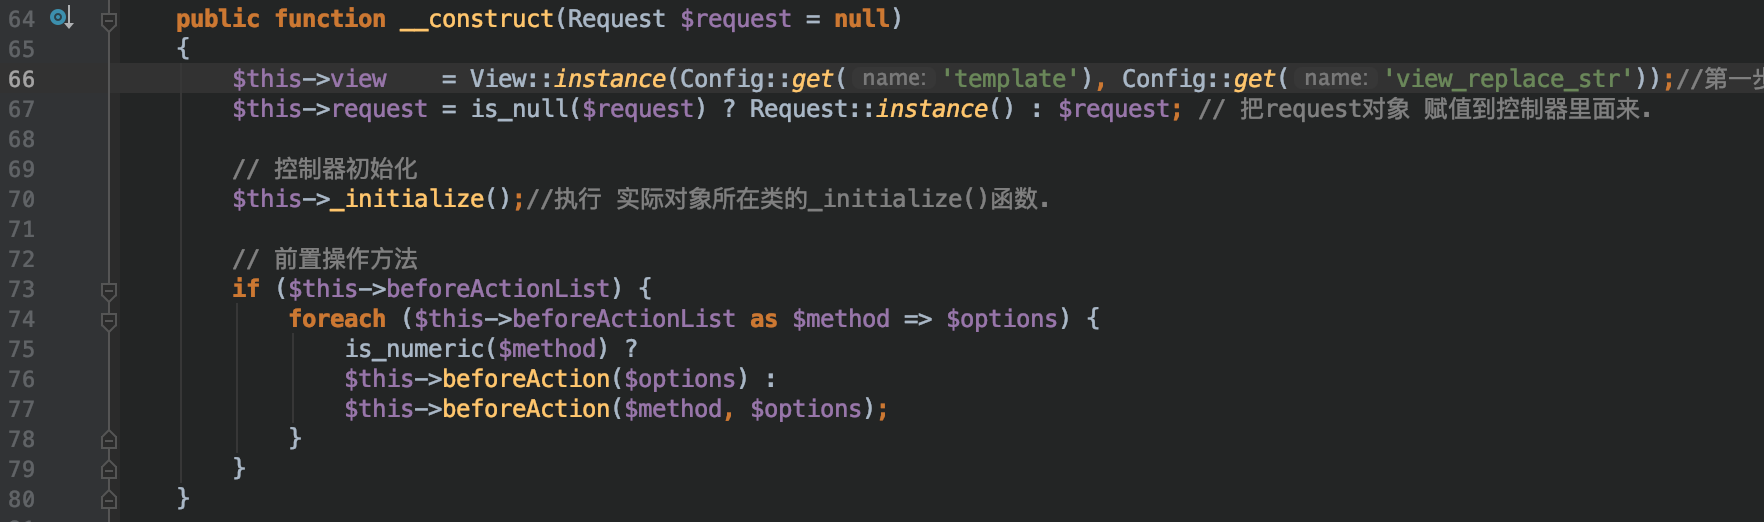 64 public function __construct(Request $request = null)
65 {
66 $this->view    = View::instance(Config::get( name: 'template'), Config::get( name: 'view_replace_str'));//第一步
67 $this->request = is_null($request) ? Request::instance() : $request; // 把request对象 赋值到控制器里面来.
68
69 // 控制器初始化
70 $this->_initialize();//执行 实际对象所在类的_initialize()函数.
71
72 // 前置操作方法
73 if ($this->beforeActionList) {
74 foreach ($this->beforeActionList as $method => $options) {
75 is_numeric($method) ?
76 $this->beforeAction($options) :
77 $this->beforeAction($method, $options);
78 }
79 }
80 }